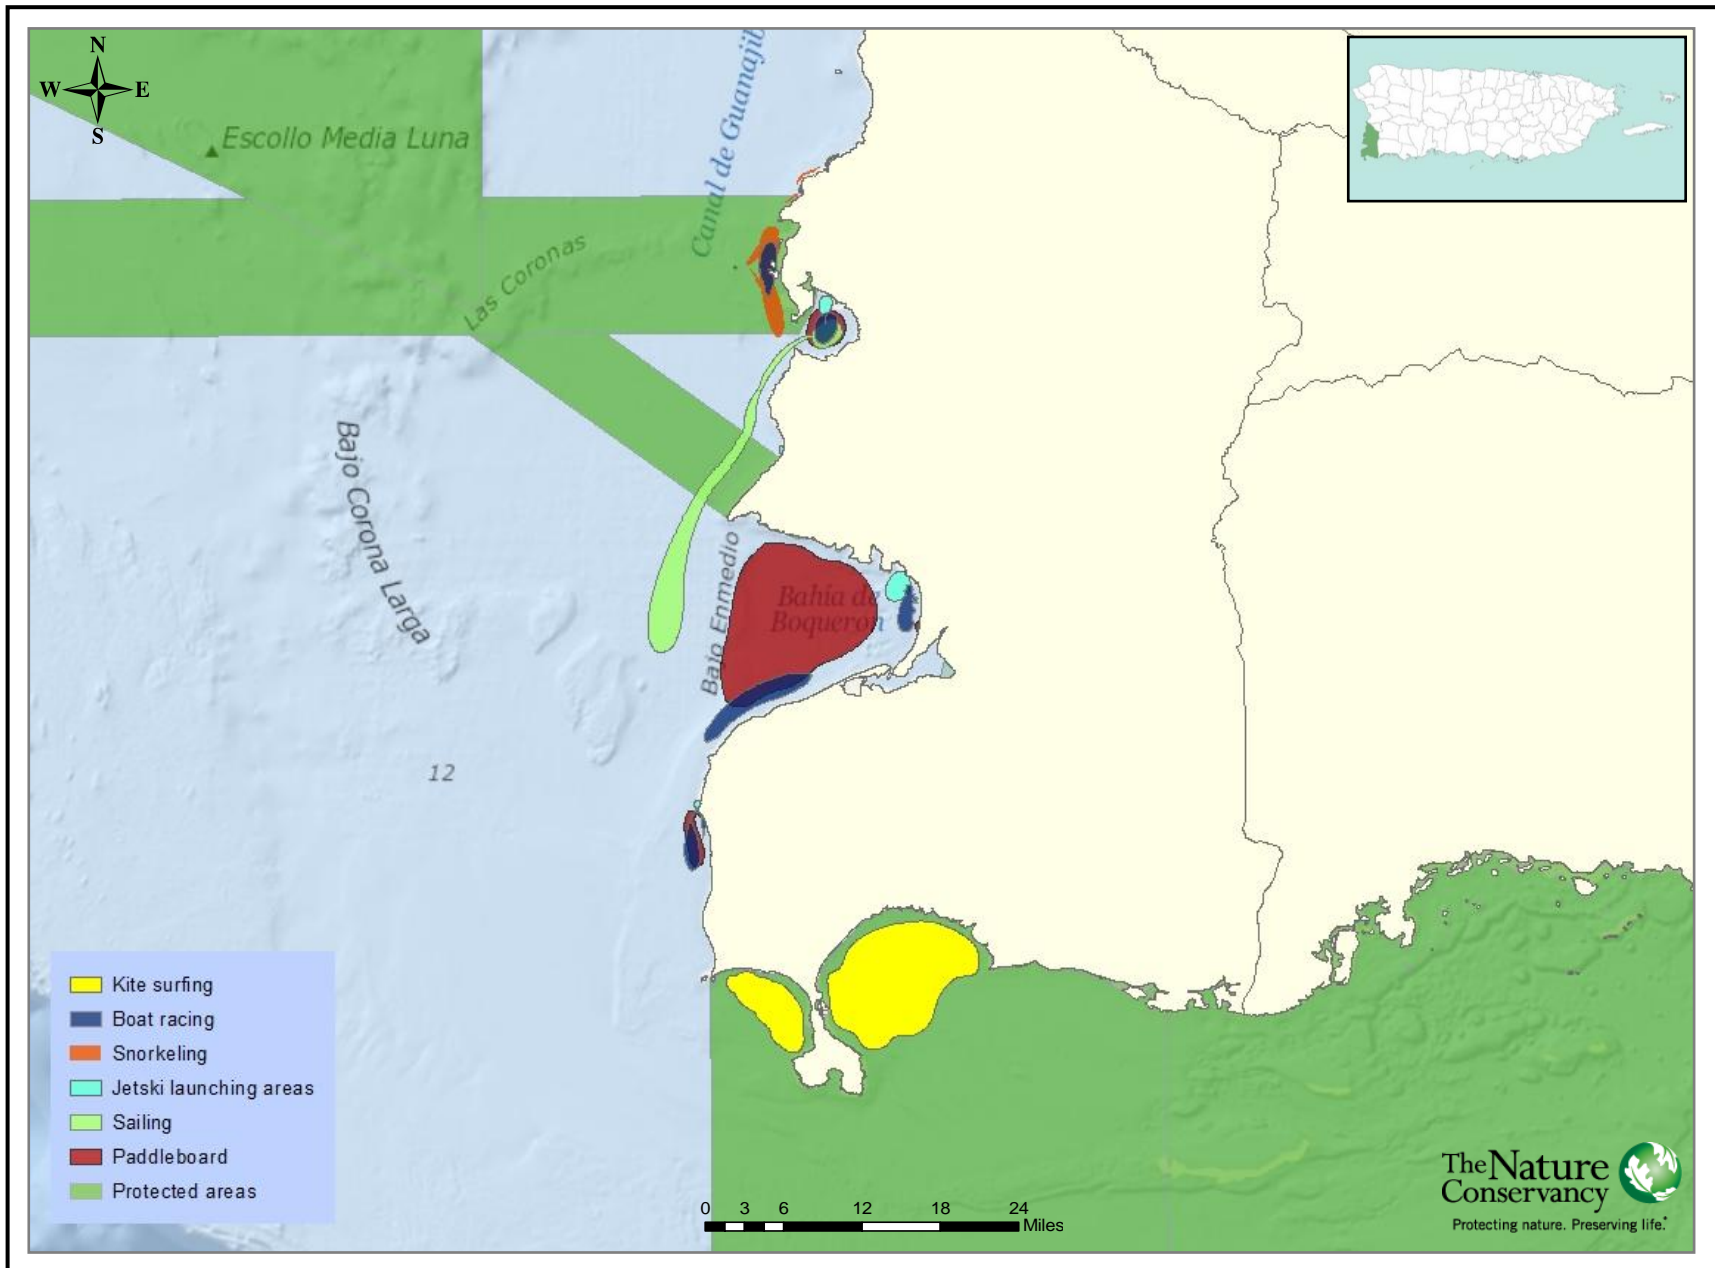 N
W E
S
Escollo Media Luna
Canal de Guanajib
Las Coronas
Bajo Corona Larga
Bajo Enmedio
Bahía de
Boquerón
12
Kite surfing
Boat racing
Snorkeling
Jetski launching areas
Sailing
Paddleboard
Protected areas
0 3 6 12 18 24
Miles
The Nature
Conservancy
Protecting nature. Preserving life.